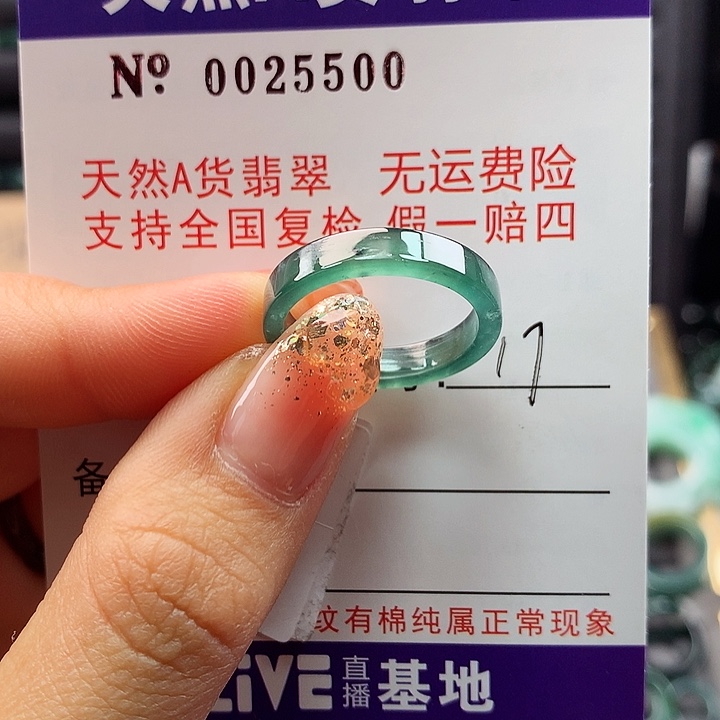 Nº 0025500
天然A货翡翠 无运费险
支持全国复检 假一赔四
17
备
纹有棉纯属正常现象
LIVE 直播 基地